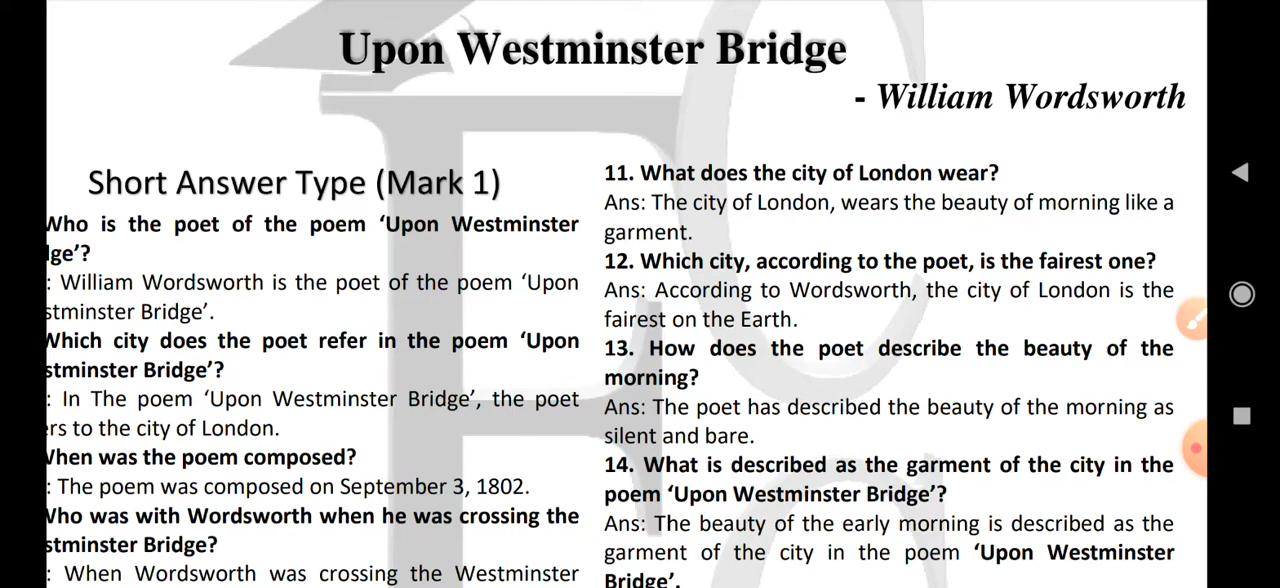 Upon Westminster Bridge
- William Wordsworth
Short Answer Type (Mark 1)
Who is the poet of the poem ‘Upon Westminster
dge’?
: William Wordsworth is the poet of the poem ‘Upon
stminster Bridge’.
Which city does the poet refer in the poem ‘Upon
stminster Bridge’?
: In The poem ‘Upon Westminster Bridge’, the poet
ers to the city of London.
When was the poem composed?
: The poem was composed on September 3, 1802.
Who was with Wordsworth when he was crossing the
stminster Bridge?
: When Wordsworth was crossing the Westminster
11. What does the city of London wear?
Ans: The city of London, wears the beauty of morning like a
garment.
12. Which city, according to the poet, is the fairest one?
Ans: According to Wordsworth, the city of London is the
fairest on the Earth.
13. How does the poet describe the beauty of the
morning?
Ans: The poet has described the beauty of the morning as
silent and bare.
14. What is described as the garment of the city in the
poem ‘Upon Westminster Bridge’?
Ans: The beauty of the early morning is described as the
garment of the city in the poem ‘Upon Westminster
Bridge’.